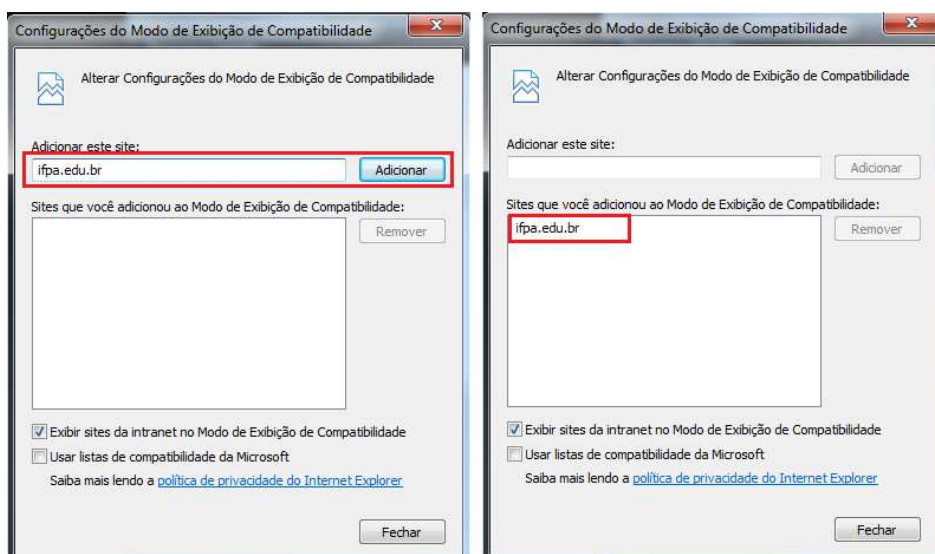 Configurações do Modo de Exibição de Compatibilidade
Alterar Configurações do Modo de Exibição de Compatibilidade
Adicionar este site:
ifpa.edu.br
Adicionar
Sites que você adicionou ao Modo de Exibição de Compatibilidade:
Remover
Exibir sites da intranet no Modo de Exibição de Compatibilidade
Usar listas de compatibilidade da Microsoft
Saiba mais lendo a política de privacidade do Internet Explorer
Fechar
Configurações do Modo de Exibição de Compatibilidade
Alterar Configurações do Modo de Exibição de Compatibilidade
Adicionar este site:
Adicionar
Sites que você adicionou ao Modo de Exibição de Compatibilidade:
ifpa.edu.br
Remover
Exibir sites da intranet no Modo de Exibição de Compatibilidade
Usar listas de compatibilidade da Microsoft
Saiba mais lendo a política de privacidade do Internet Explorer
Fechar